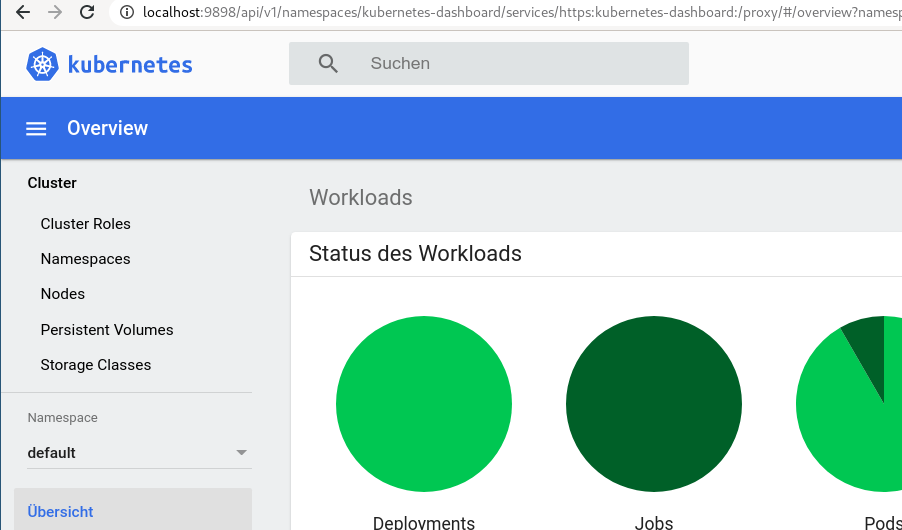 localhost:9898/api/v1/namespaces/kubernetes-dashboard/services/https:kubernetes-dashboard:/proxy/#/overview?namesp
kubernetes
Suchen
Overview
Cluster
Cluster Roles
Namespaces
Nodes
Persistent Volumes
Storage Classes
Namespace
default
Übersicht
Workloads
Status des Workloads
Deployments
Jobs
Pods